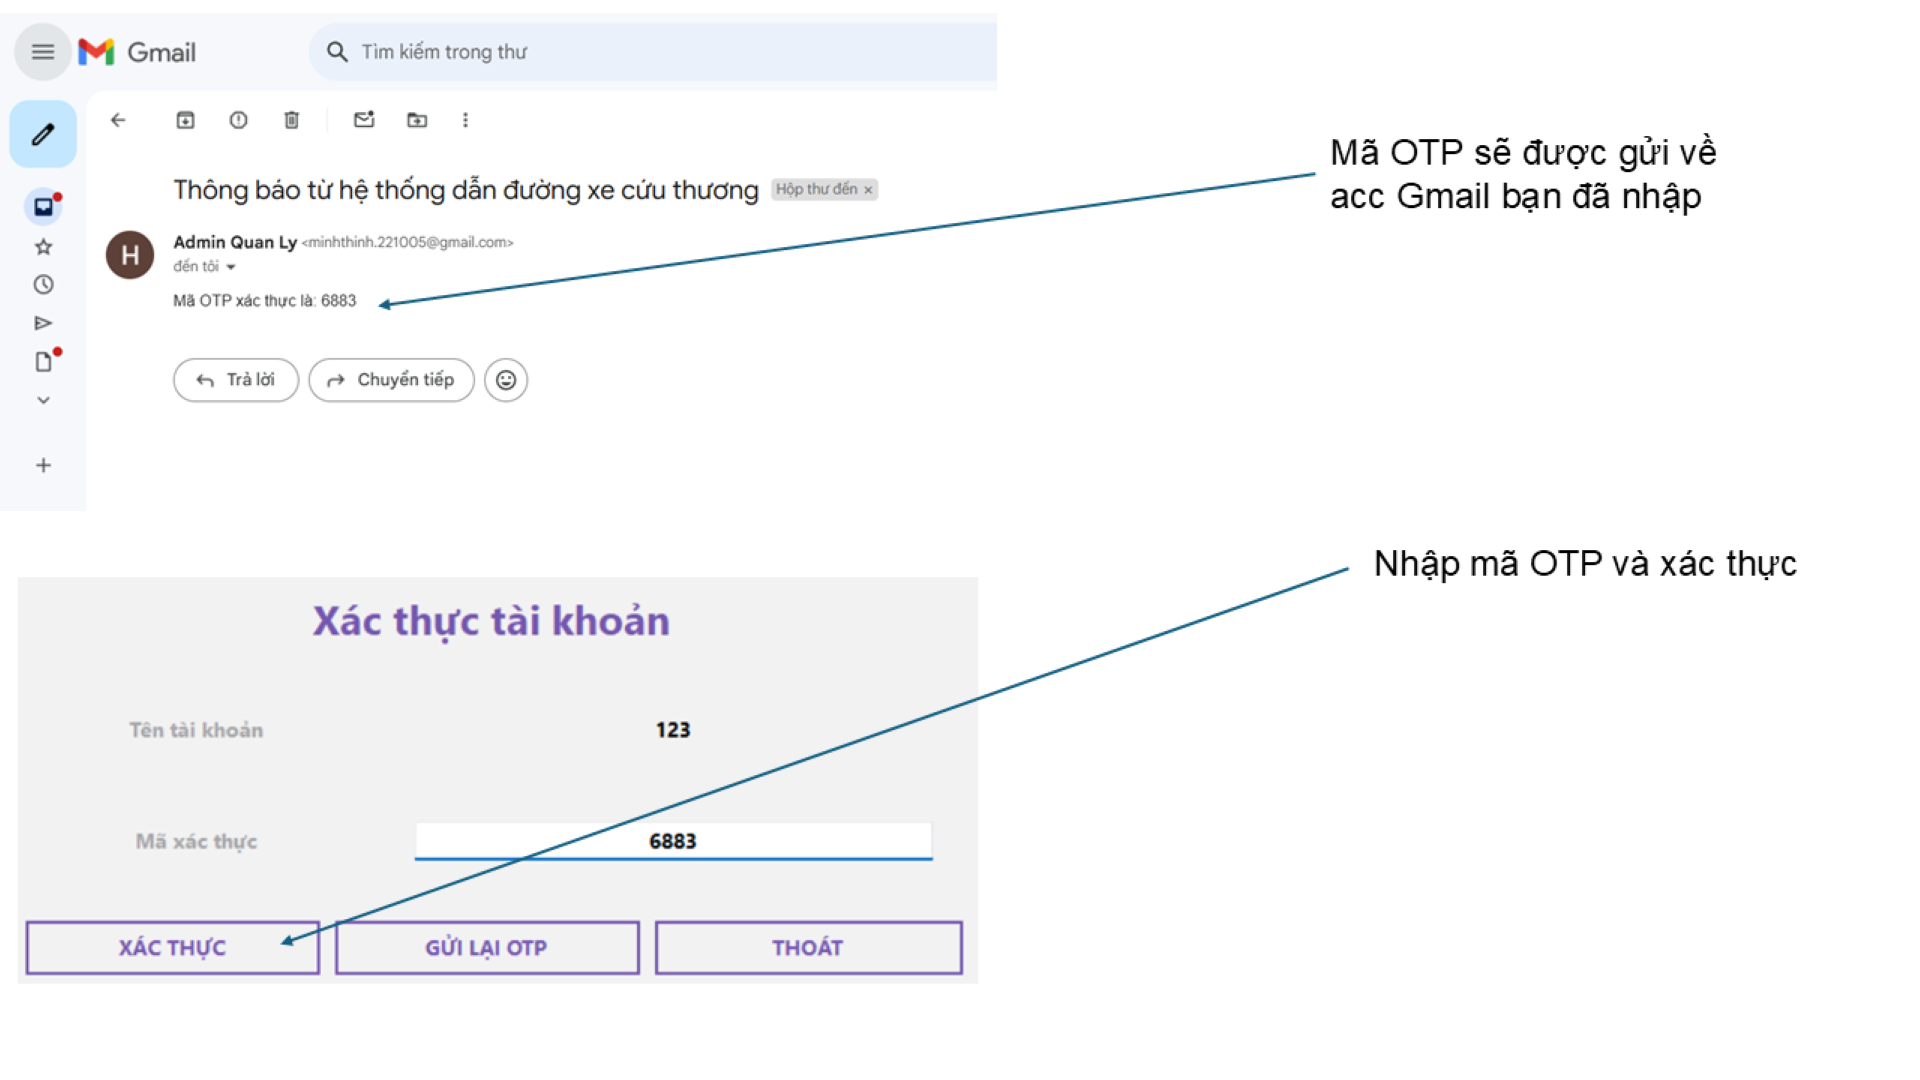 Gmail
Tìm kiếm trong thư
Thông báo từ hệ thống dẫn đường xe cứu thương
Hộp thư đến ×
H
Admin Quan Ly <minhthinh.221005@gmail.com>
đến tôi
Mã OTP xác thực là: 6883
Trả lời
Chuyển tiếp
Mã OTP sẽ được gửi về
acc Gmail bạn đã nhập
Nhập mã OTP và xác thực
Xác thực tài khoản
Tên tài khoản
123
Mã xác thực
6883
XÁC THỰC
GỬI LẠI OTP
THOÁT